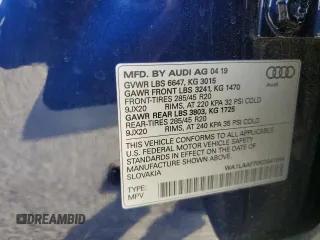 MFD. BY AUDI AG 04 19
GVWR LBS 6647, KG 3015
GAWR FRONT LBS 3241, KG 1470
FRONT-TIRES 285/45 R20
9JX20 RIMS, AT 220 KPA 32 PSI COLD
GAWR REAR LBS 3803, KG 1725
REAR-TIRES 285/45 R20
9JX20 RIMS, AT 240 KPA 35 PSI COLD
THIS VEHICLE CONFORMS TO ALL
APPLICABLE FEDERAL MOTOR VEHICLE
SAFETY STANDARDS IN EFFECT ON THE
DATE OF MANUFACTURE SHOWN ABOVE
SLOVAKIA
TYPE:
MPV
Audi
DREAMBID